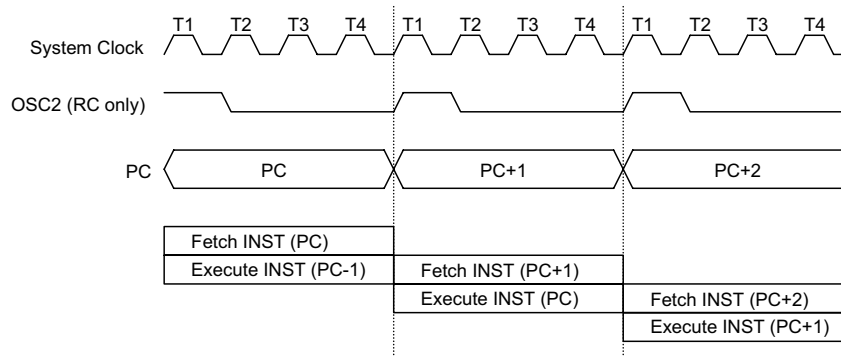 T1 T2 T3 T4 T1 T2 T3 T4 T1 T2 T3 T4
System Clock
OSC2 (RC only)
PC PC PC+1 PC+2
Fetch INST (PC)
Execute INST (PC-1) Fetch INST (PC+1)
Execute INST (PC) Fetch INST (PC+2)
Execute INST (PC+1)